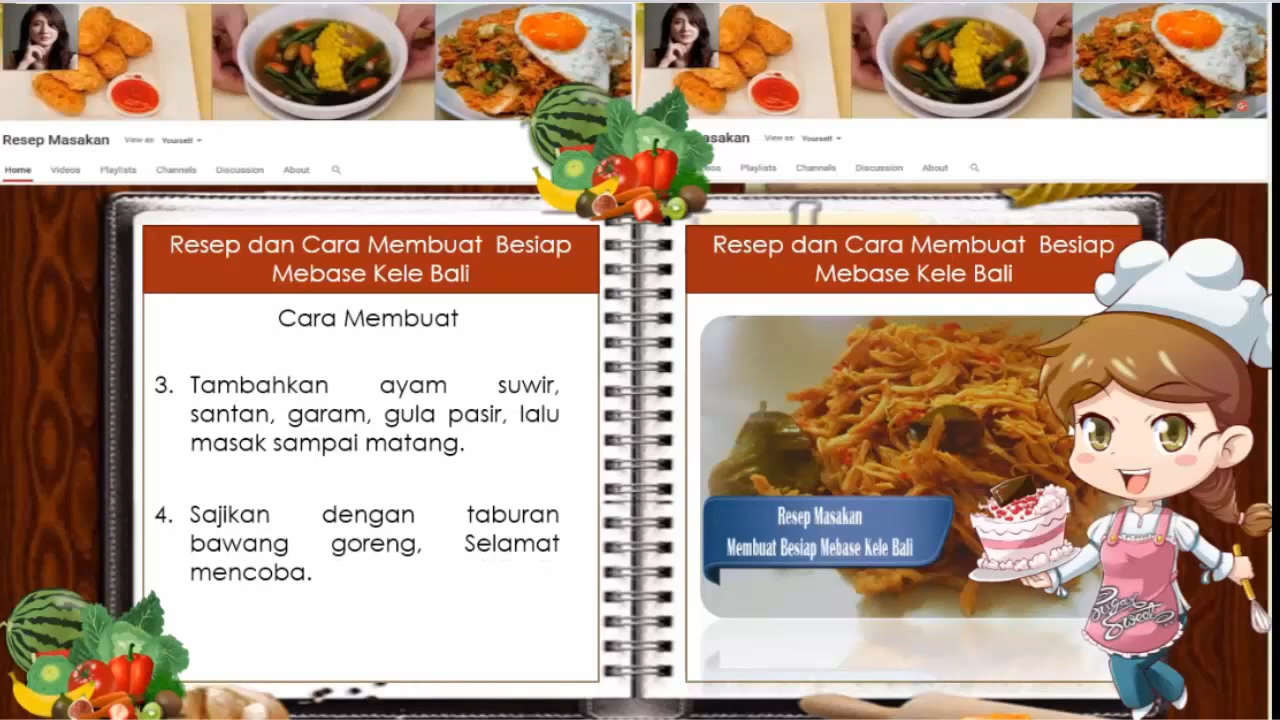 Resep Masakan View as: Yourself
Home Videos Playlists Channels Discussion About
asakan View as: Yourself
eos Playlists Channels Discussion About
Resep dan Cara Membuat Besiap
Mebase Kele Bali
Cara Membuat
3. Tambahkan ayam suwir,
santan, garam, gula pasir, lalu
masak sampai matang.
4. Sajikan dengan taburan
bawang goreng, Selamat
mencoba.
Resep dan Cara Membuat Besiap
Mebase Kele Bali
Resep Masakan
Membuat Besiap Mebase Kele Bali
Sugar
Sweet